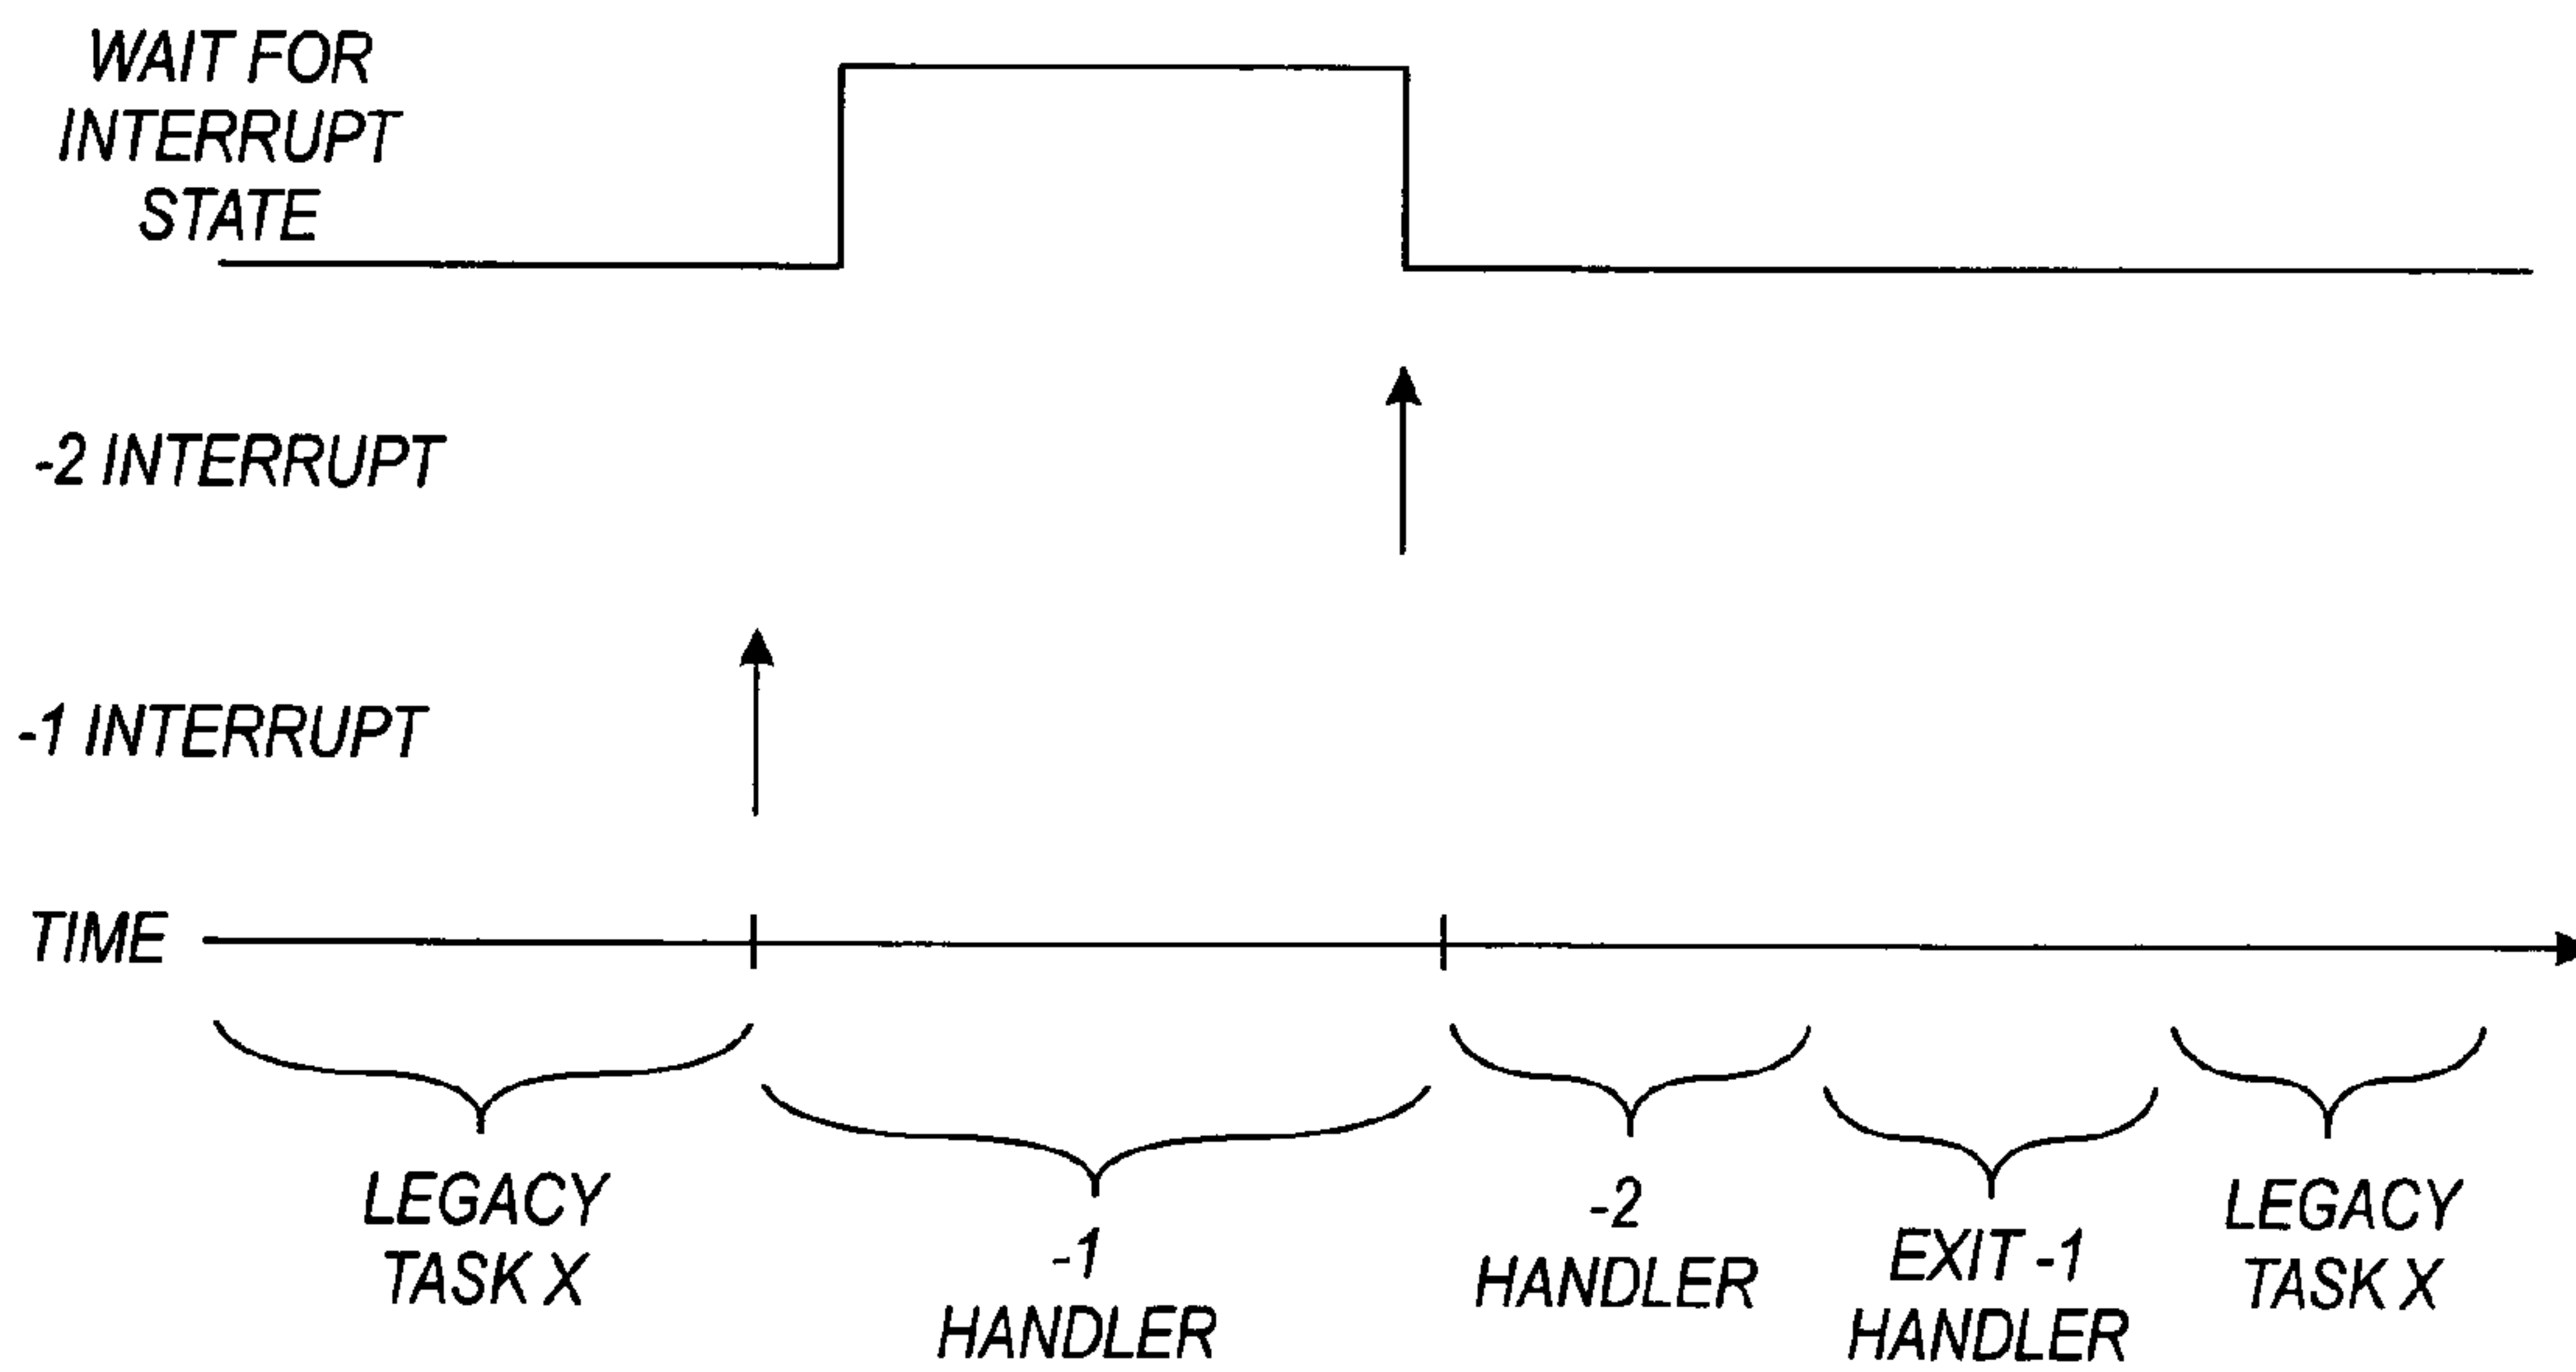 WAIT FOR
INTERRUPT
STATE
-2 INTERRUPT
-1 INTERRUPT
TIME
LEGACY
TASK X
-1
HANDLER
-2
HANDLER
EXIT -1
HANDLER
LEGACY
TASK X